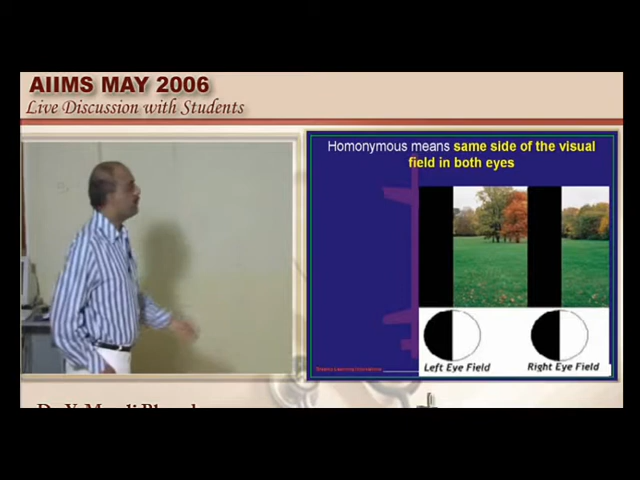 AIIMS MAY 2006
Live Discussion with Students
Homonymous means same side of the visual
field in both eyes
Left Eye Field
Right Eye Field